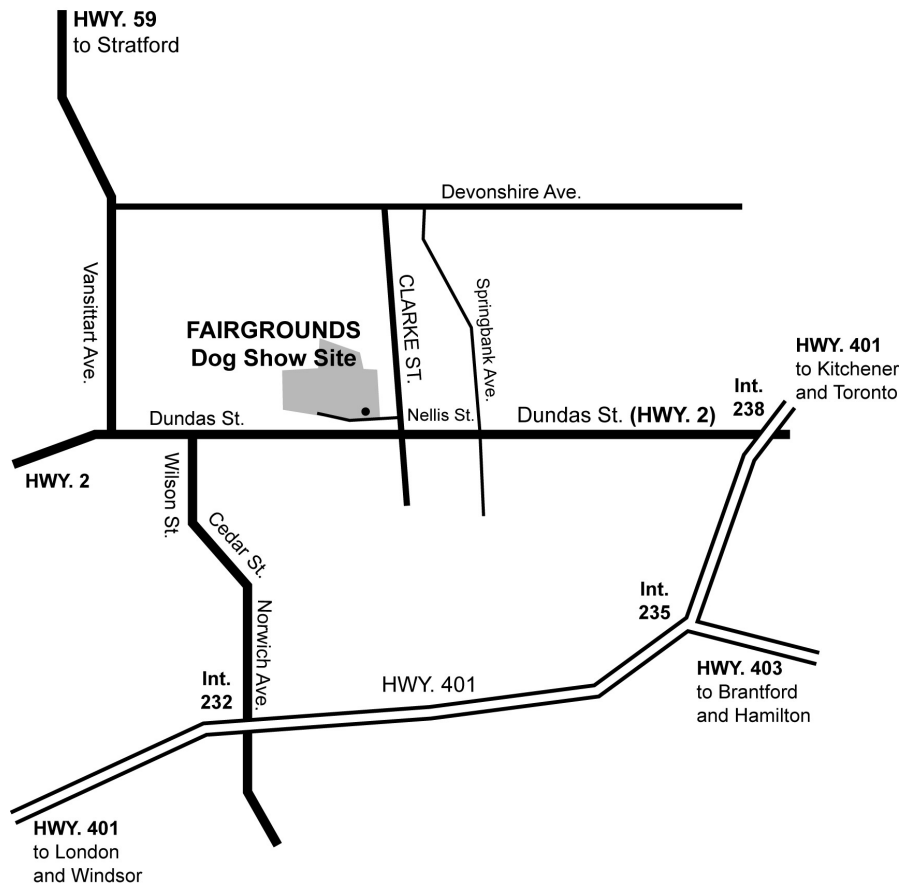 HWY. 59
to Stratford
Devonshire Ave.
Vansittart Ave.
CLARKE ST.
Springbank Ave.
FAIRGROUNDS
Dog Show Site
HWY. 401
to Kitchener
and Toronto
Int.
238
Dundas St.
Nellis St.
Dundas St. (HWY. 2)
HWY. 2
Wilson St.
Cedar St.
Int.
235
Norwich Ave.
Int.
232
HWY. 401
HWY. 403
to Brantford
and Hamilton
HWY. 401
to London
and Windsor